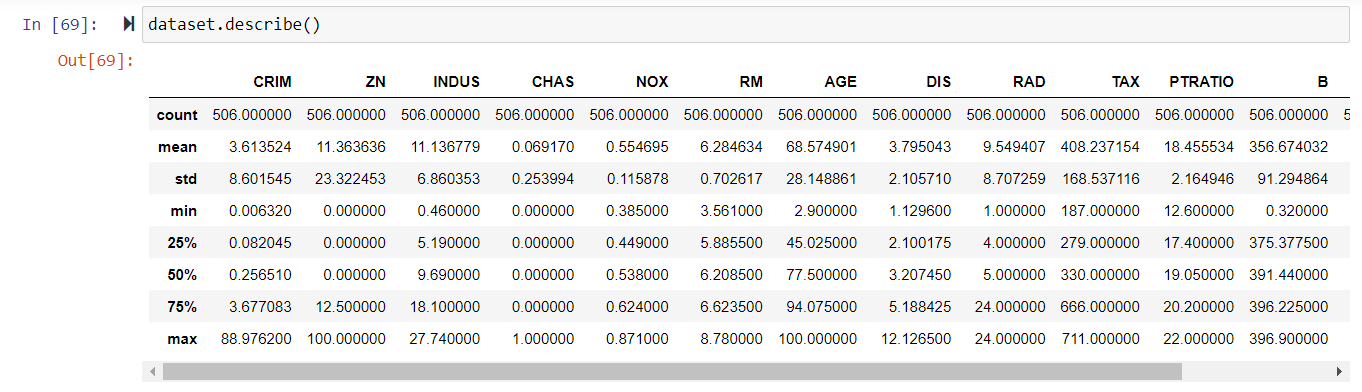 In [69]: dataset.describe()
Out[69]:
CRIM ZN INDUS CHAS NOX RM AGE DIS RAD TAX PTRATIO B
count 506.000000 506.000000 506.000000 506.000000 506.000000 506.000000 506.000000 506.000000 506.000000 506.000000 506.000000 506.000000 5
mean 3.613524 11.363636 11.136779 0.069170 0.554695 6.284634 68.574901 3.795043 9.549407 408.237154 18.455534 356.674032
std 8.601545 23.322453 6.860353 0.253994 0.115878 0.702617 28.148861 2.105710 8.707259 168.537116 2.164946 91.294864
min 0.006320 0.000000 0.460000 0.000000 0.385000 3.561000 2.900000 1.129600 1.000000 187.000000 12.600000 0.320000
25% 0.082045 0.000000 5.190000 0.000000 0.449000 5.885500 45.025000 2.100175 4.000000 279.000000 17.400000 375.377500
50% 0.256510 0.000000 9.690000 0.000000 0.538000 6.208500 77.500000 3.207450 5.000000 330.000000 19.050000 391.440000
75% 3.677083 12.500000 18.100000 0.000000 0.624000 6.623500 94.075000 5.188425 24.000000 666.000000 20.200000 396.225000
max 88.976200 100.000000 27.740000 1.000000 0.871000 8.780000 100.000000 12.126500 24.000000 711.000000 22.000000 396.900000